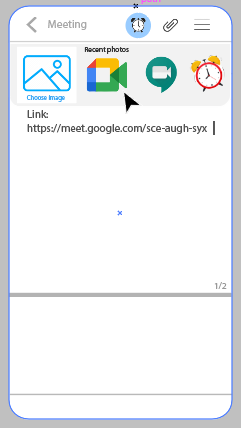 Meeting
Recent photos
Choose Image
Link:
https://meet.google.com/sce-augh-syx
1/2